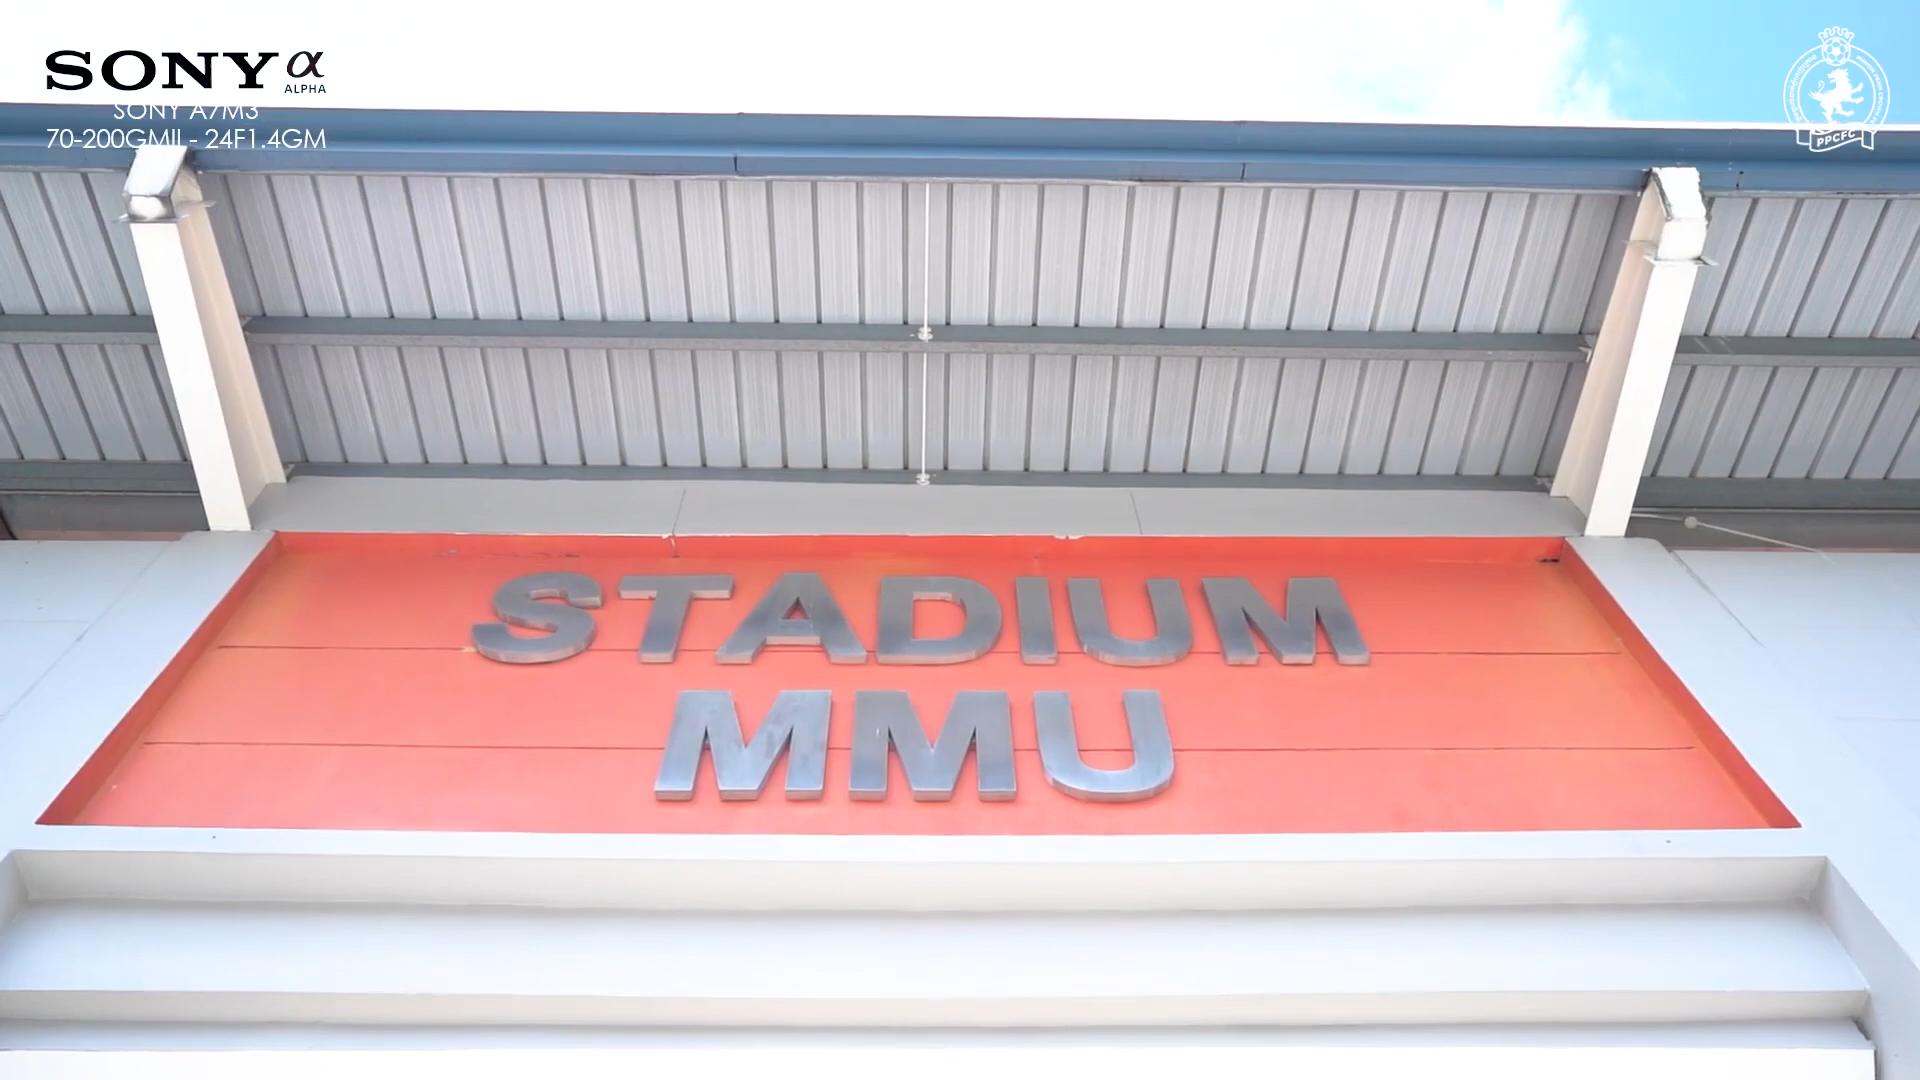 SONY α
ALPHA
SONY A7M3
70-200GMII - 24F1.4GM
PPCFC
STADIUM
MMU